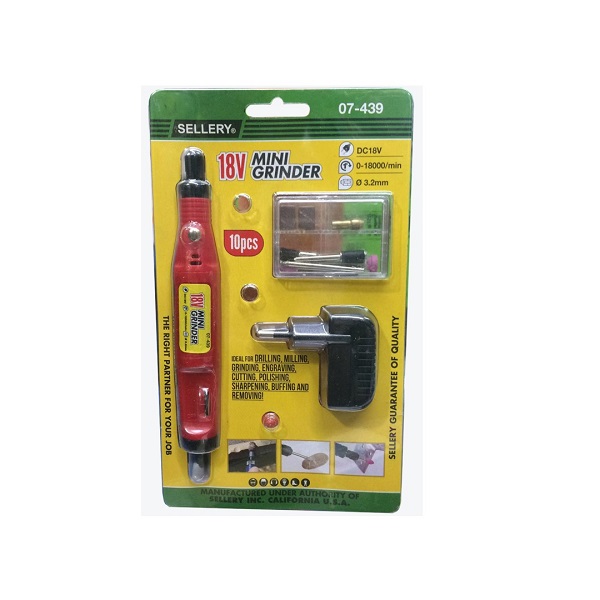 07-439
SELLERY®
18V MINI GRINDER
DC18V
0-18000/min
Ø 3.2mm
10pcs
18V MINI GRINDER
07-439
IDEAL FOR DRILLING, MILLING,
GRINDING, ENGRAVING,
CUTTING, POLISHING,
SHARPENING, BUFFING AND
REMOVING!
THE RIGHT PARTNER FOR YOUR JOB
SELLERY GUARANTEE OF QUALITY
MANUFACTURED UNDER AUTHORITY OF
SELLERY INC. CALIFORNIA U.S.A.